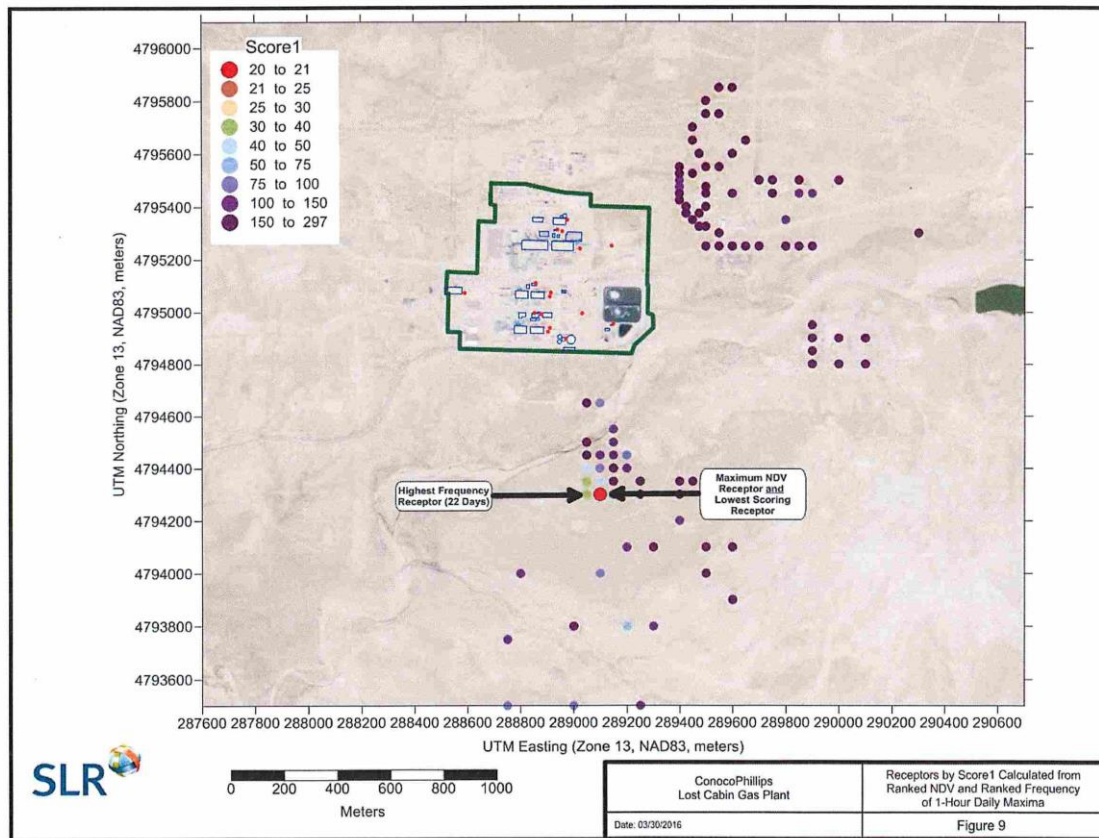 Score1
20 to 21
21 to 25
25 to 30
30 to 40
40 to 50
50 to 75
75 to 100
100 to 150
150 to 297
4796000
4795800
4795600
4795400
4795200
4795000
4794800
4794600
4794400
4794200
4794000
4793800
4793600
UTM Northing (Zone 13, NAD83, meters)
Highest Frequency
Receptor (22 Days)
Maximum NDV
Receptor and
Lowest Scoring
Receptor
287600 287800 288000 288200 288400 288600 288800 289000 289200 289400 289600 289800 290000 290200 290400 290600
UTM Easting (Zone 13, NAD83, meters)
SLR
0 200 400 600 800 1000
Meters
ConocoPhillips
Lost Cabin Gas Plant
Date: 03/30/2016
Receptors by Score1 Calculated from
Ranked NDV and Ranked Frequency
of 1-Hour Daily Maxima
Figure 9